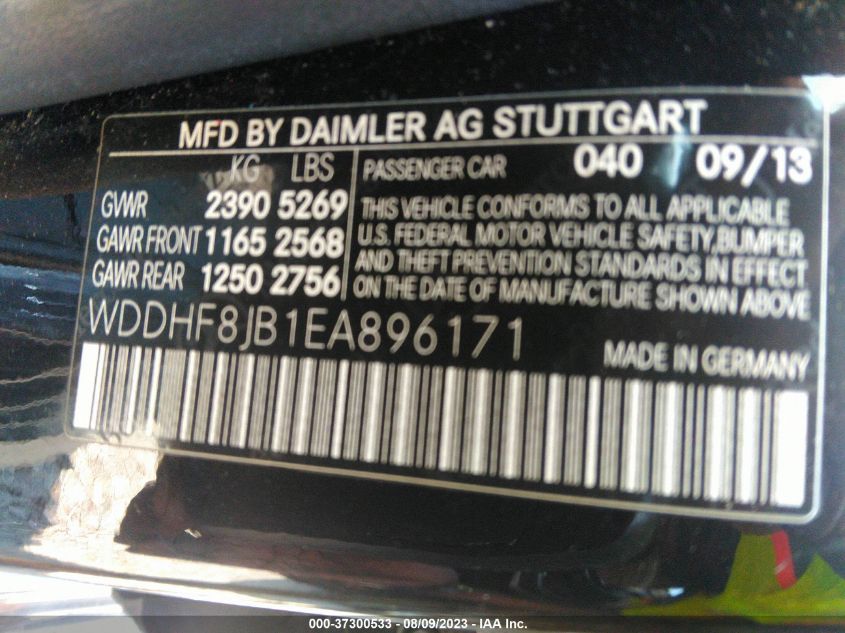 MFD BY DAIMLER AG STUTTGART
KG LBS
GVWR 2390 5269
GAWR FRONT 1165 2568
GAWR REAR 1250 2756
PASSENGER CAR 040 09/13
THIS VEHICLE CONFORMS TO ALL APPLICABLE
U.S. FEDERAL MOTOR VEHICLE SAFETY, BUMPER
AND THEFT PREVENTION STANDARDS IN EFFECT
ON THE DATE OF MANUFACTURE SHOWN ABOVE
WDDHF8JB1EA896171
MADE IN GERMANY
000-37300533 - 08/09/2023 - IAA Inc.